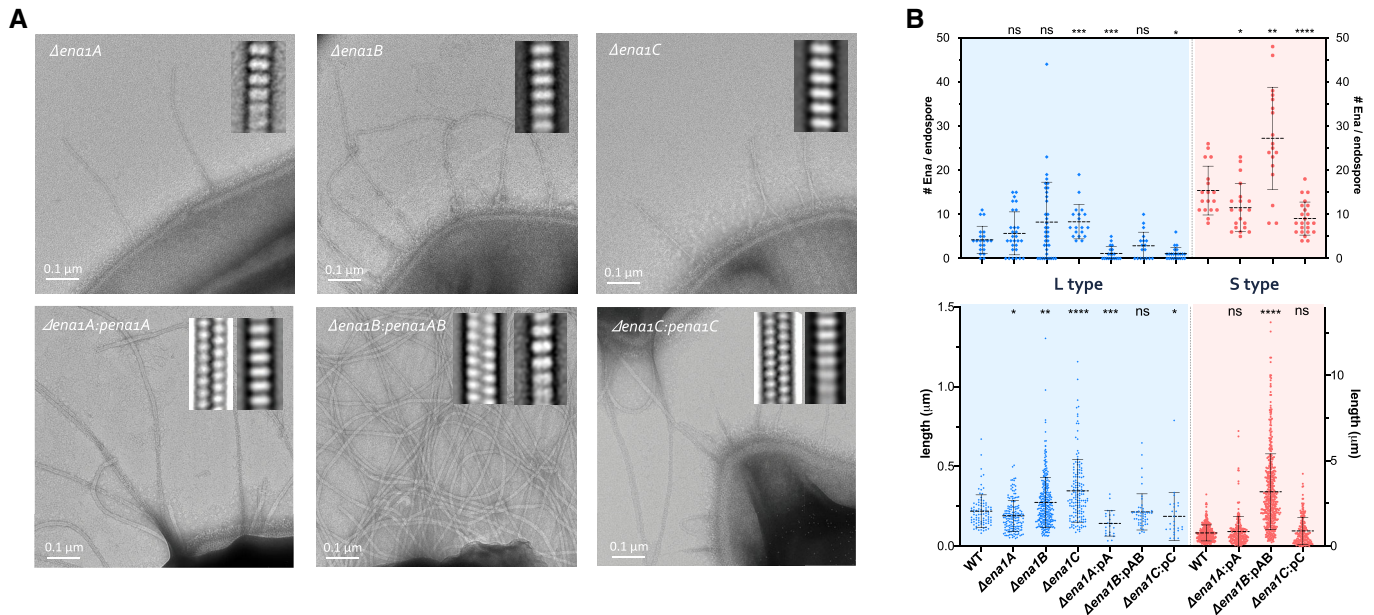 A
Δena1A
0.1 µm
Δena1B
0.1 µm
Δena1C
0.1 µm
Δena1A:pena1A
0.1 µm
Δena1B:pena1AB
0.1 µm
Δena1C:pena1C
0.1 µm
B
ns ns *** *** ns * * ** ****
50 50
40 40
30 30
20 20
10 10
0 0
# Ena / endospore
# Ena / endospore
L type S type
* ** **** *** ns * ns **** ns
1.5
1.0
0.5
0.0
length (µm)
10
5
0
length (µm)
WT
Δena1A
Δena1B
Δena1C
Δena1A:pA
Δena1B:pAB
Δena1C:pC
WT
Δena1A:pA
Δena1B:pAB
Δena1C:pC